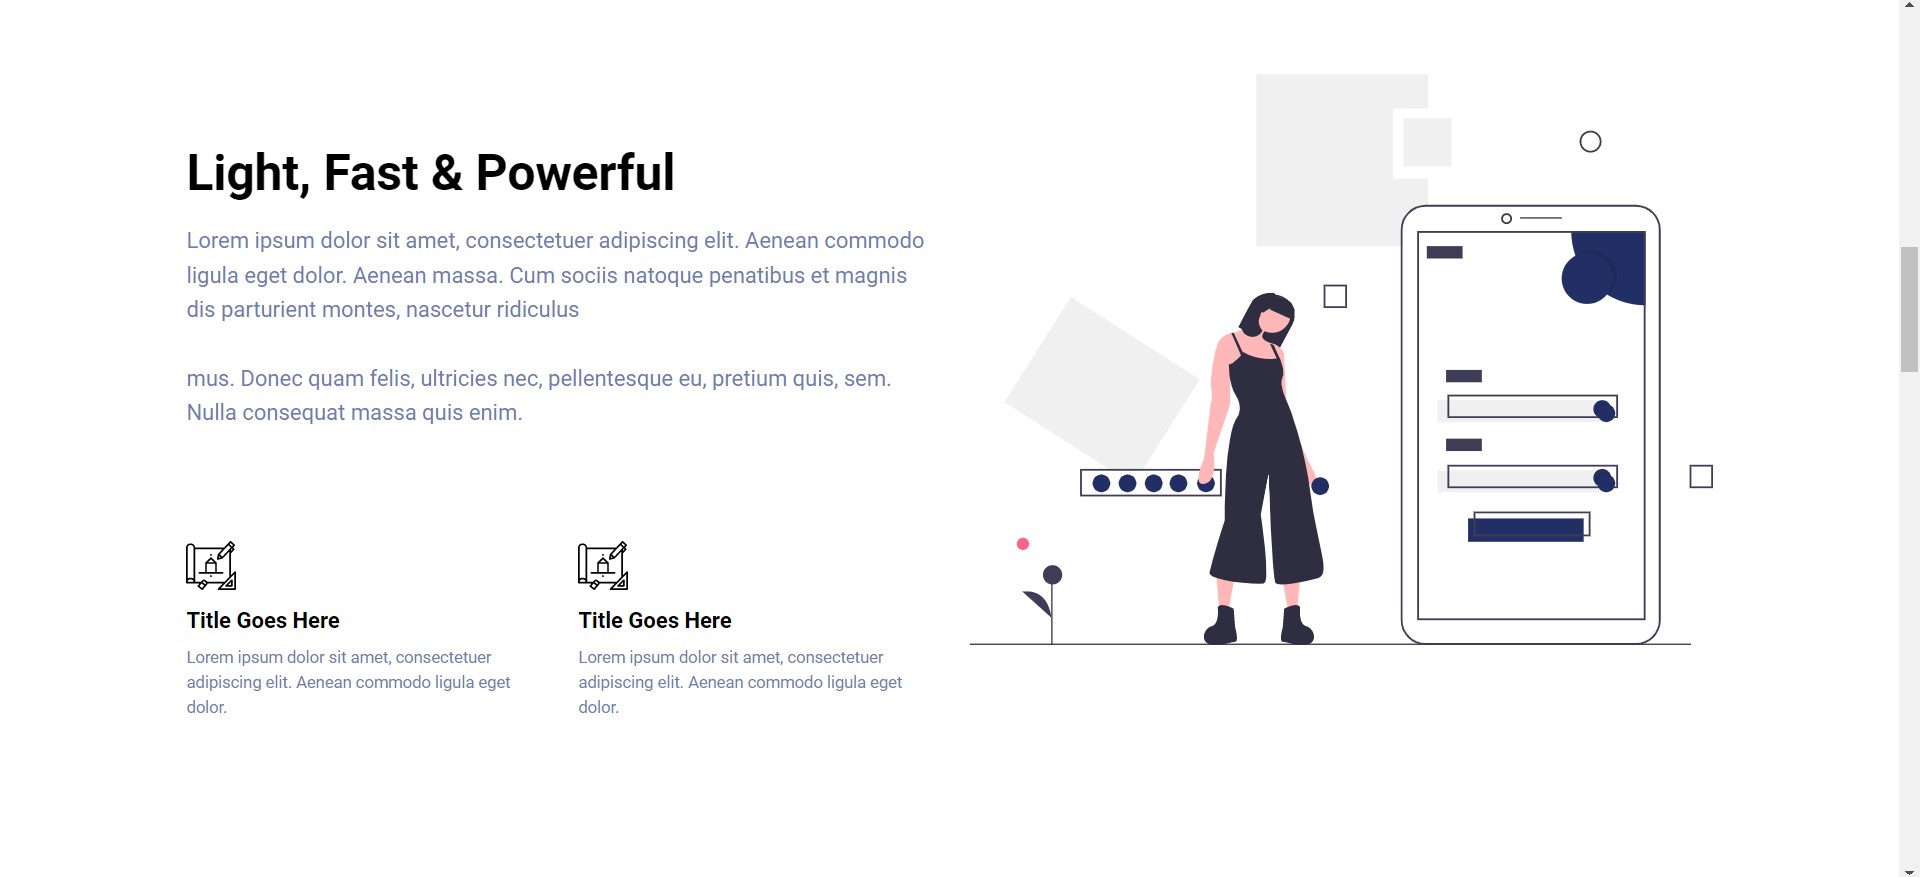 Light, Fast & Powerful
Lorem ipsum dolor sit amet, consectetuer adipiscing elit. Aenean commodo
ligula eget dolor. Aenean massa. Cum sociis natoque penatibus et magnis
dis parturient montes, nascetur ridiculus
mus. Donec quam felis, ultricies nec, pellentesque eu, pretium quis, sem.
Nulla consequat massa quis enim.
Title Goes Here
Lorem ipsum dolor sit amet, consectetuer
adipiscing elit. Aenean commodo ligula eget
dolor.
Title Goes Here
Lorem ipsum dolor sit amet, consectetuer
adipiscing elit. Aenean commodo ligula eget
dolor.